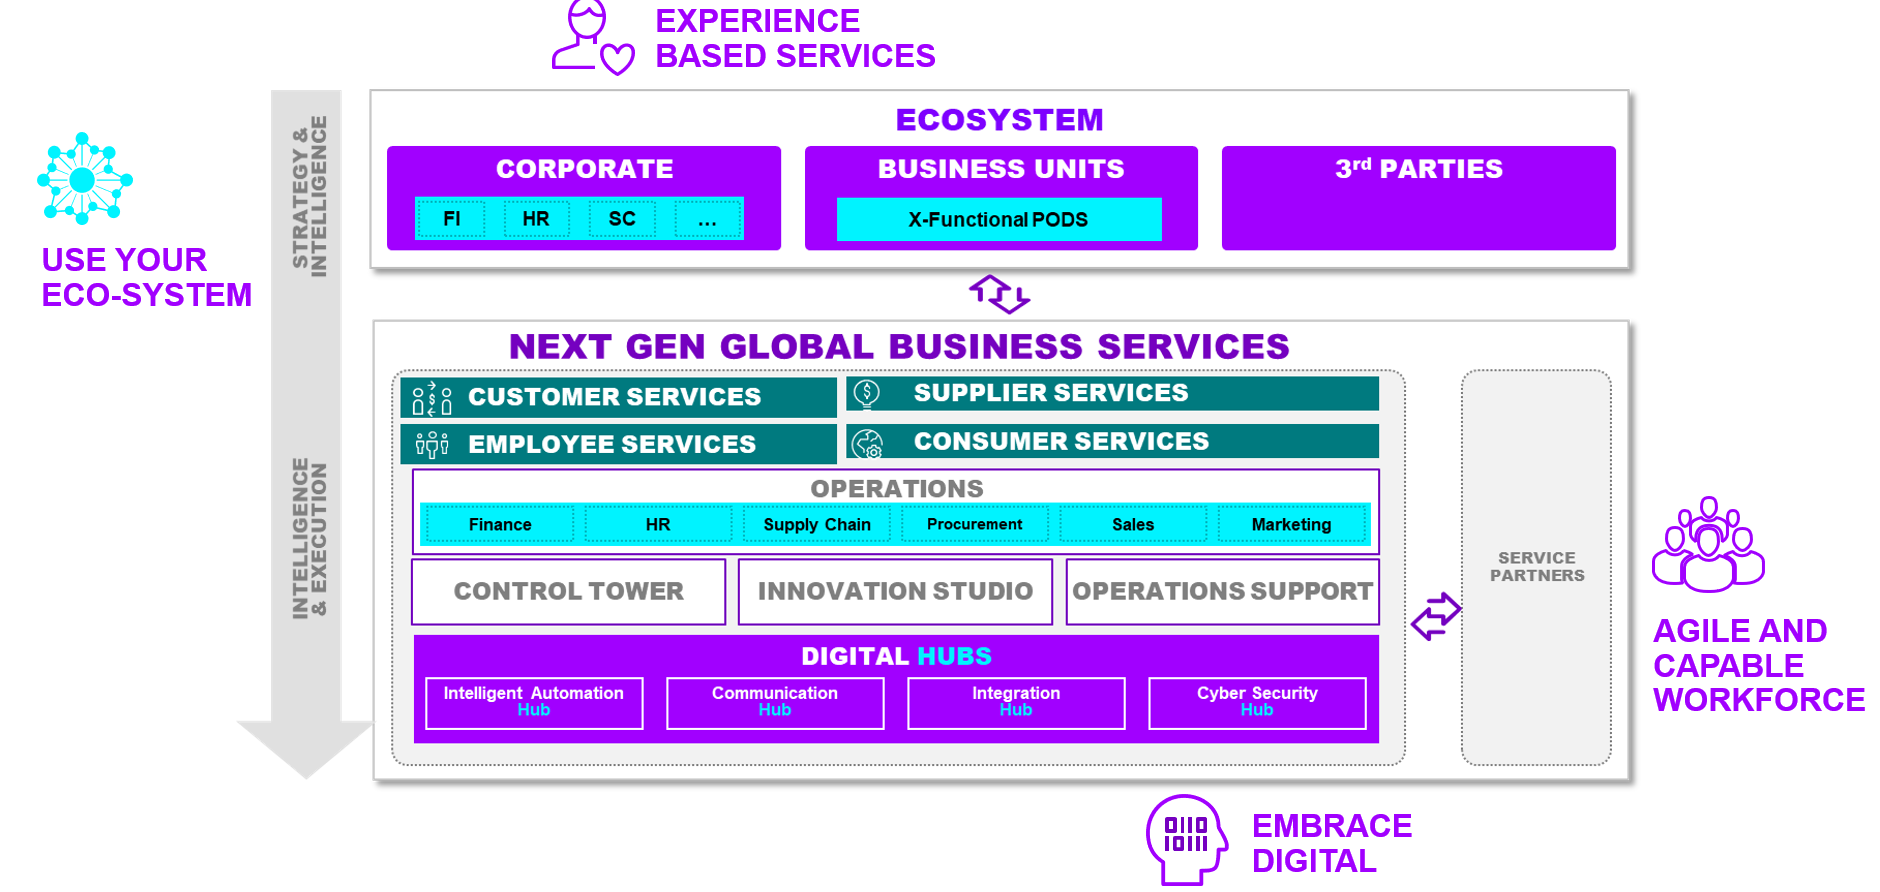 EXPERIENCE
BASED SERVICES
USE YOUR
ECO-SYSTEM
STRATEGY &
INTELLIGENCE
INTELLIGENCE
& EXECUTION
ECOSYSTEM
CORPORATE
FI
HR
SC
...
BUSINESS UNITS
X-Functional PODS
3rd PARTIES
NEXT GEN GLOBAL BUSINESS SERVICES
CUSTOMER SERVICES
SUPPLIER SERVICES
EMPLOYEE SERVICES
CONSUMER SERVICES
OPERATIONS
Finance
HR
Supply Chain
Procurement
Sales
Marketing
CONTROL TOWER
INNOVATION STUDIO
OPERATIONS SUPPORT
DIGITAL HUBS
Intelligent Automation
Hub
Communication
Hub
Integration
Hub
Cyber Security
Hub
SERVICE
PARTNERS
AGILE AND
CAPABLE
WORKFORCE
0110
10111
EMBRACE
DIGITAL